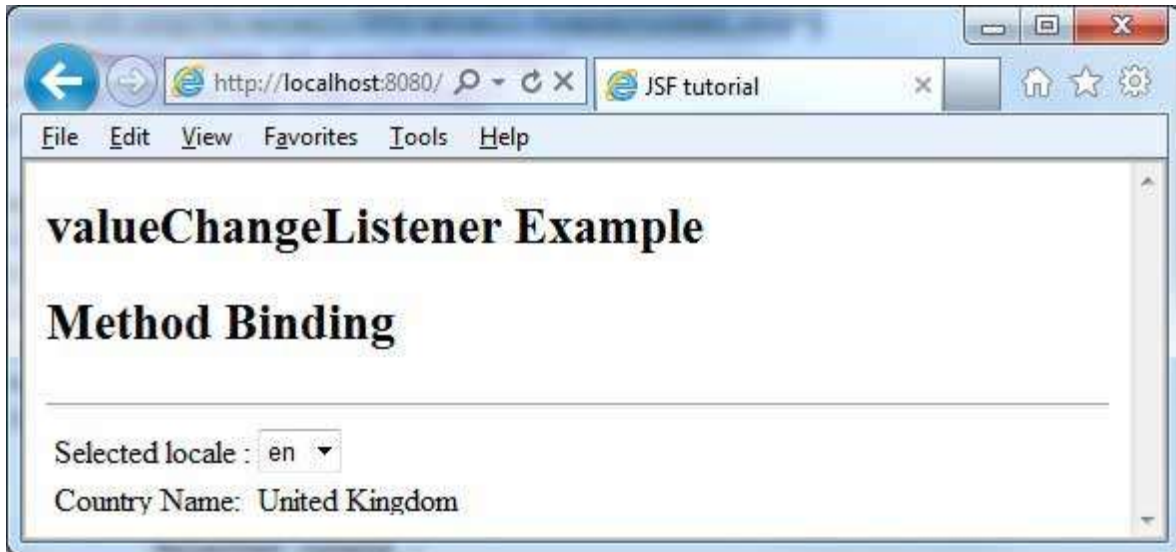 http://localhost:8080/
JSF tutorial
File Edit View Favorites Tools Help
valueChangeListener Example
Method Binding
Selected locale : en
Country Name: United Kingdom